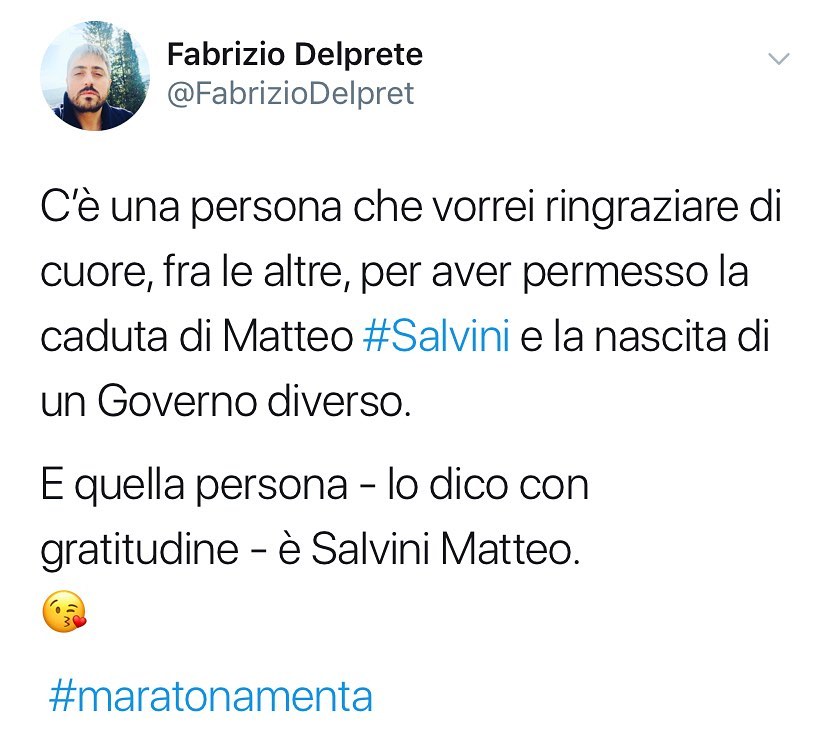 Fabrizio Delprete
@FabrizioDelpret
C'è una persona che vorrei ringraziare di
cuore, fra le altre, per aver permesso la
caduta di Matteo #Salvini e la nascita di
un Governo diverso.
E quella persona - lo dico con
gratitudine - è Salvini Matteo.
😘
#maratonamenta